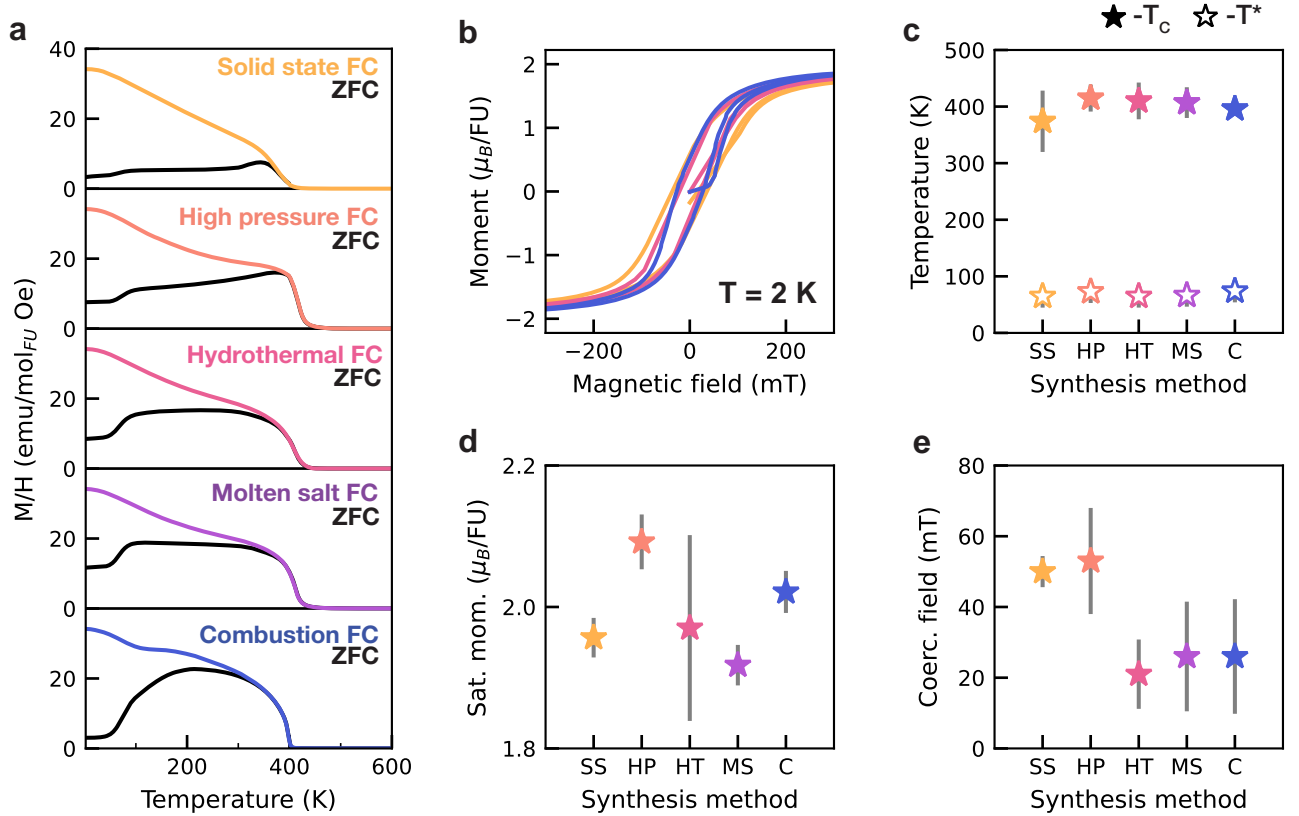 a
40
Solid state FC
ZFC
20
0
High pressure FC
ZFC
20
0
Hydrothermal FC
ZFC
20
0
Molten salt FC
ZFC
20
0
Combustion FC
ZFC
20
0
200 400 600
Temperature (K)
M/H (emu/mol_FU Oe)
b
2
1
0
−1
−2
T = 2 K
−200 0 200
Magnetic field (mT)
Moment (μ_B/FU)
★ -T_C ☆ -T*
c
500
400
300
200
100
0
SS HP HT MS C
Synthesis method
Temperature (K)
d
2.2
2.0
1.8
SS HP HT MS C
Synthesis method
Sat. mom. (μ_B/FU)
e
80
60
40
20
0
SS HP HT MS C
Synthesis method
Coerc. field (mT)